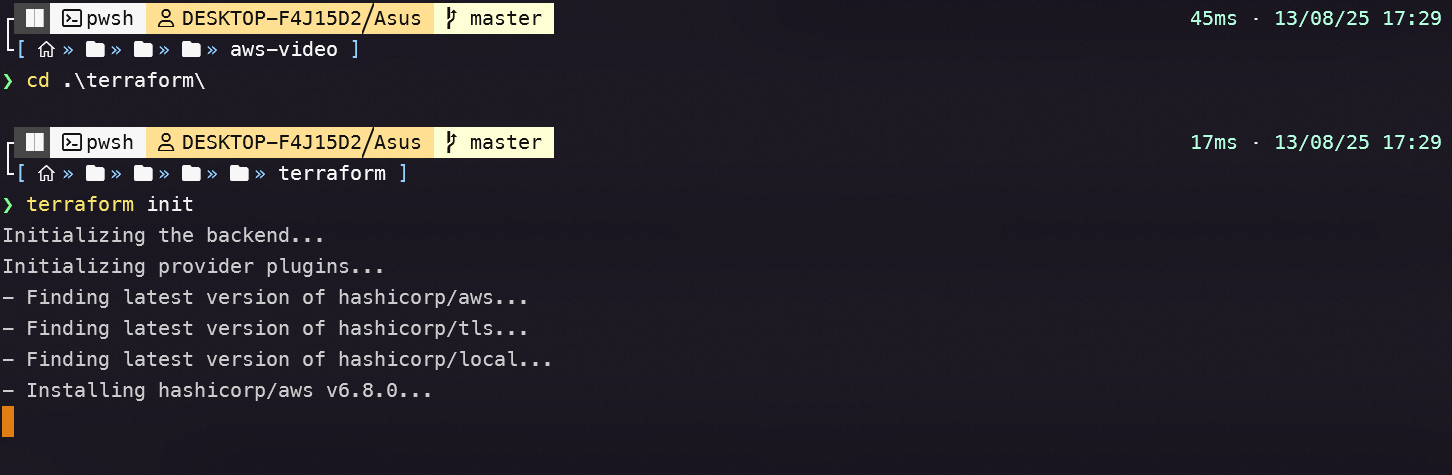 pwsh DESKTOP-F4J15D2/Asus master 45ms · 13/08/25 17:29
[ » » » » aws-video ]
❯ cd .\terraform\
pwsh DESKTOP-F4J15D2/Asus master 17ms · 13/08/25 17:29
[ » » » » » terraform ]
❯ terraform init
Initializing the backend...
Initializing provider plugins...
- Finding latest version of hashicorp/aws...
- Finding latest version of hashicorp/tls...
- Finding latest version of hashicorp/local...
- Installing hashicorp/aws v6.8.0...